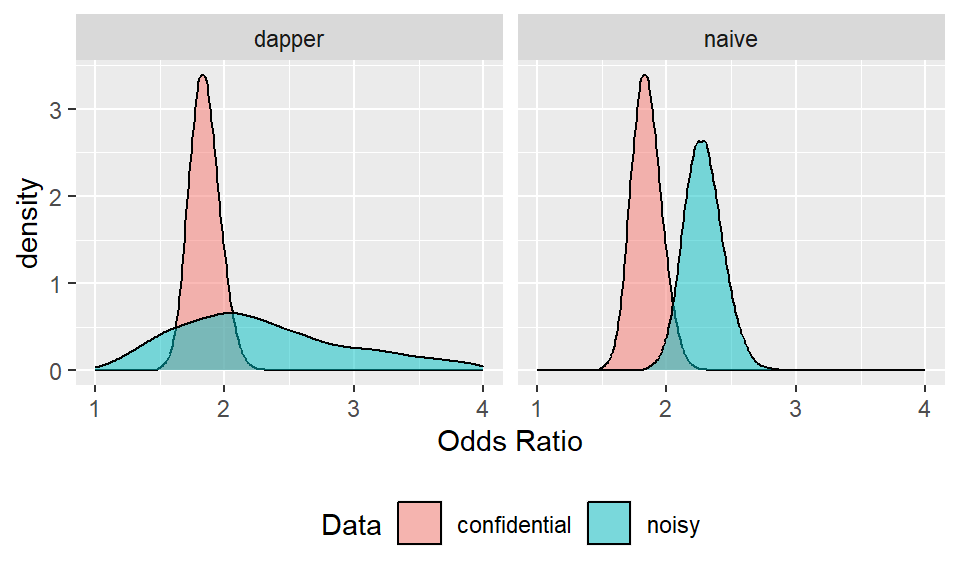 dapper naive
density
3
2
1
0
1 2 3 4 1 2 3 4
Odds Ratio
Data confidential noisy